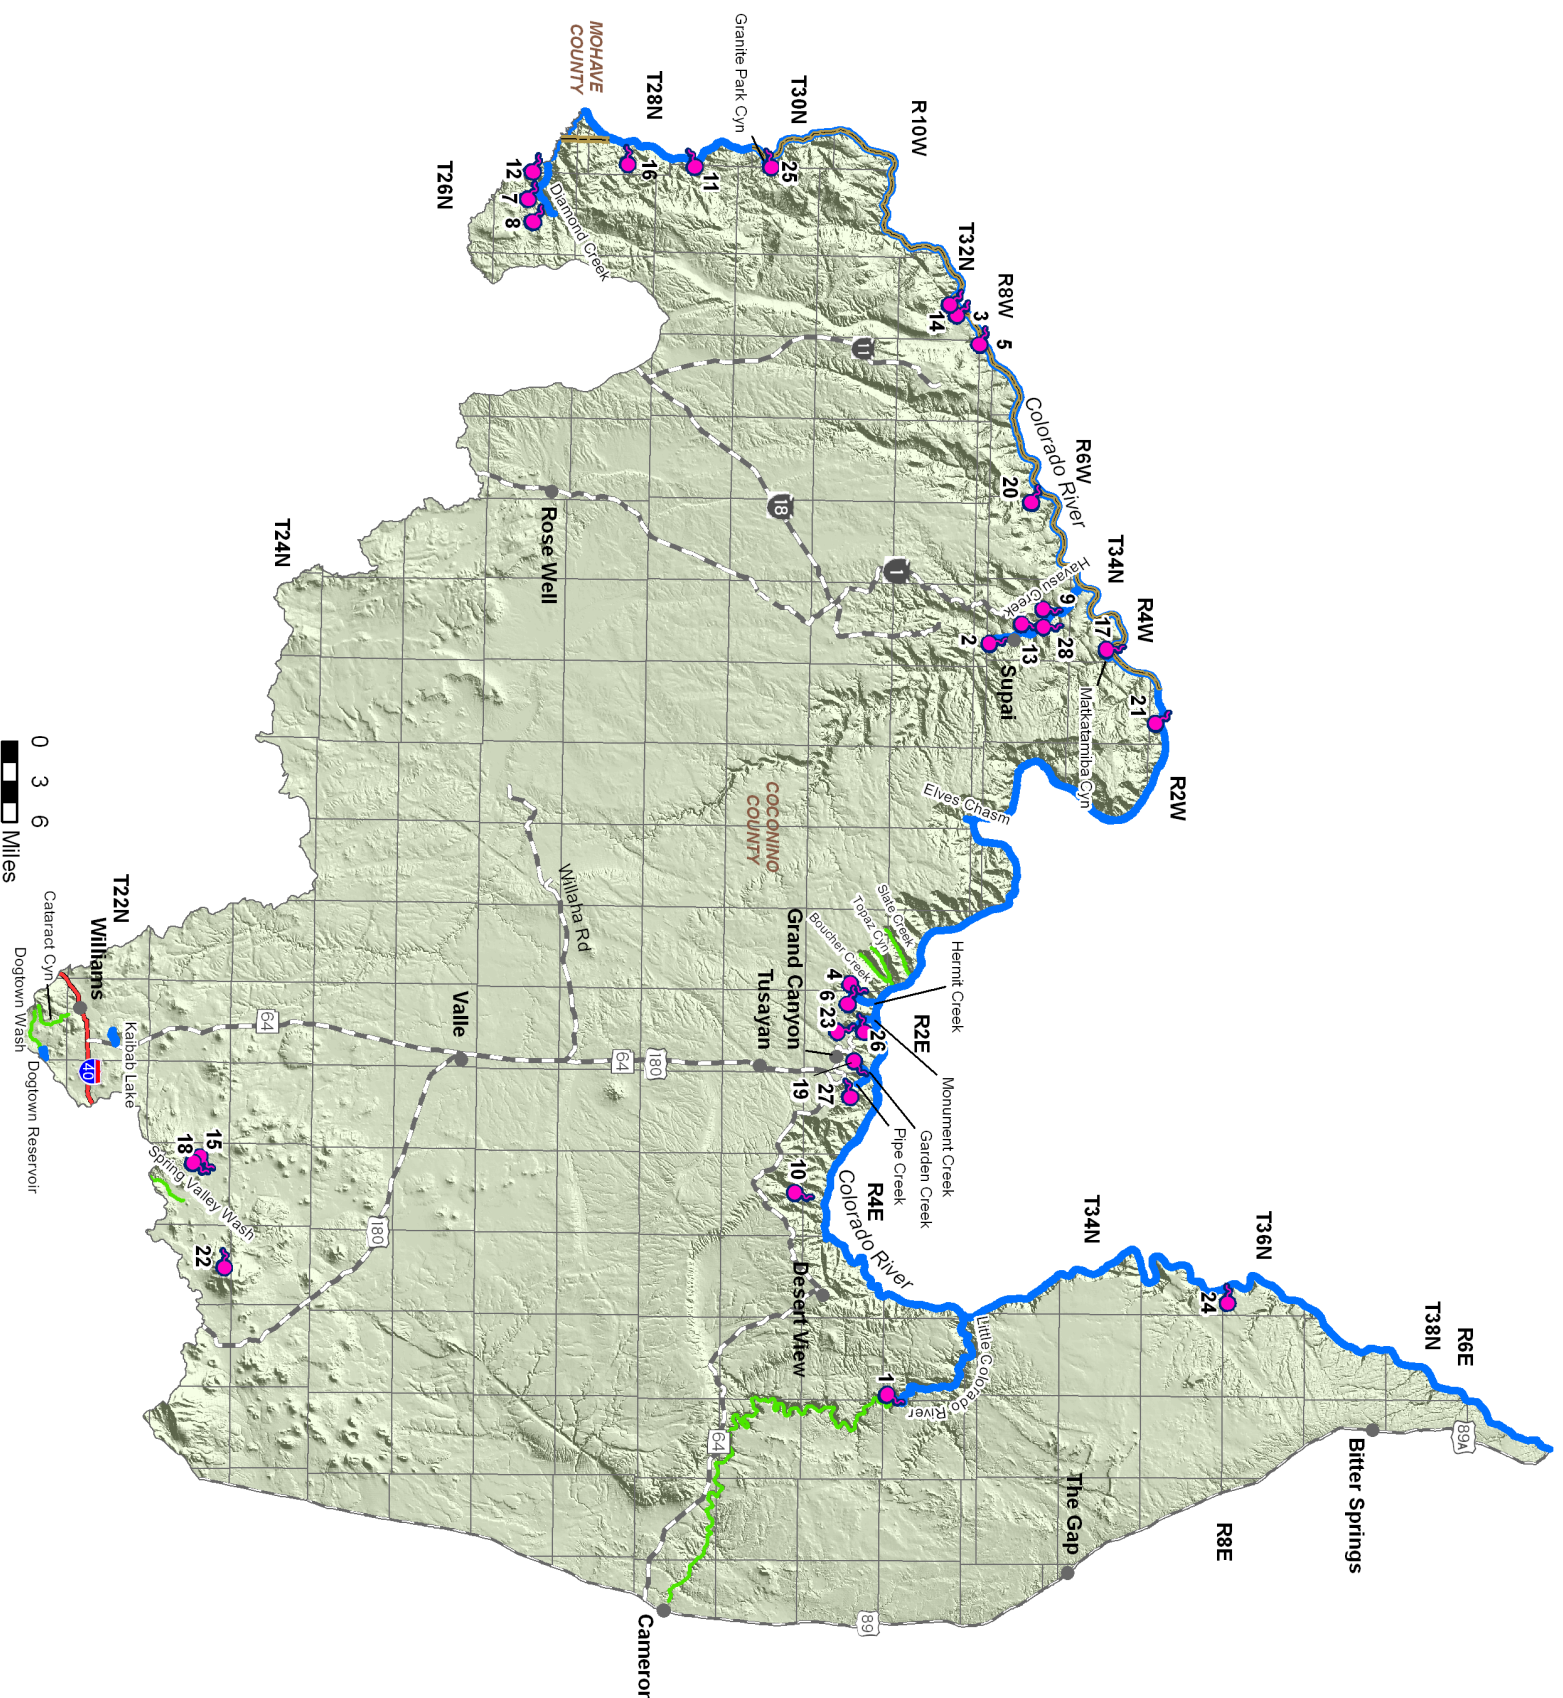 MOHAVE
COUNTY
Granite Park Cyn
T28N
T30N
R10W
T26N
12
7
8
16
11
25
Diamond Creek
T32N
R8W
14
3
5
11
Colorado River
R6W
20
T34N
R4W
Havasu Creek
9
28
13
2
17
Supai
Matkatamiba Cyn
21
R2W
18
1
Rose Well
T24N
COCONINO
COUNTY
Elves Chasm
0 3 6
Miles
Willaha Rd
Slate Creek
Topaz Cyn
Boucher Creek
Hermit Creek
4
6
23
26
R2E
Grand Canyon
Tusayan
19
27
Monument Creek
Garden Creek
Pipe Creek
T22N
Williams
Cataract Cyn
Dogtown Wash
Dogtown Reservoir
Kaibab Lake
40
64
Valle
64
180
15
18
Spring Valley Wash
22
180
10
R4E
Colorado River
Desert View
T34N
T36N
24
T38N
R6E
Little Colorado
River
1
64
89A
Bitter Springs
The Gap
R8E
89
Cameron